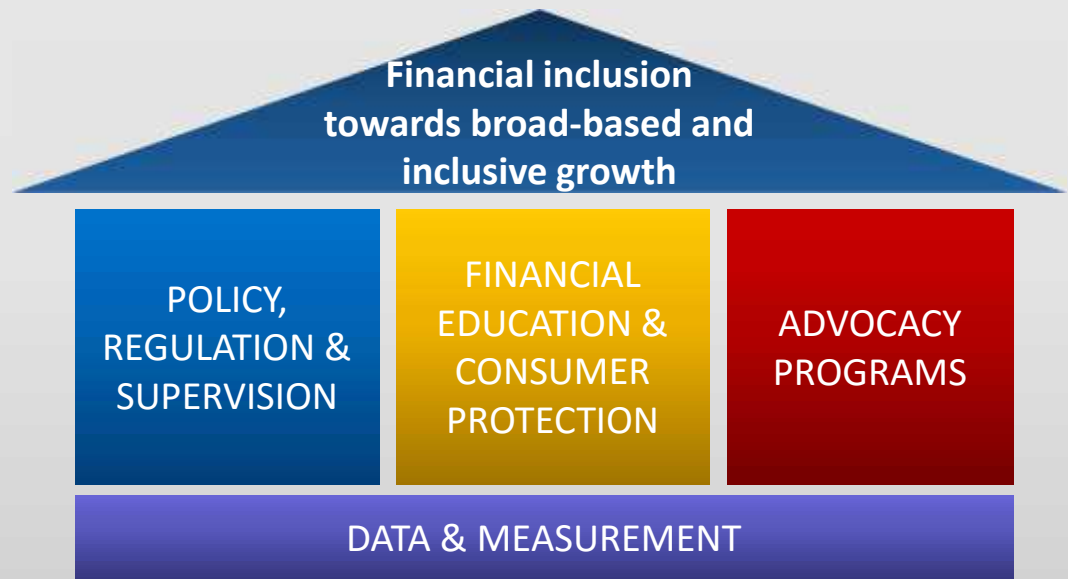 Financial inclusion
towards broad-based and
inclusive growth
POLICY,
REGULATION &
SUPERVISION
FINANCIAL
EDUCATION &
CONSUMER
PROTECTION
ADVOCACY
PROGRAMS
DATA & MEASUREMENT